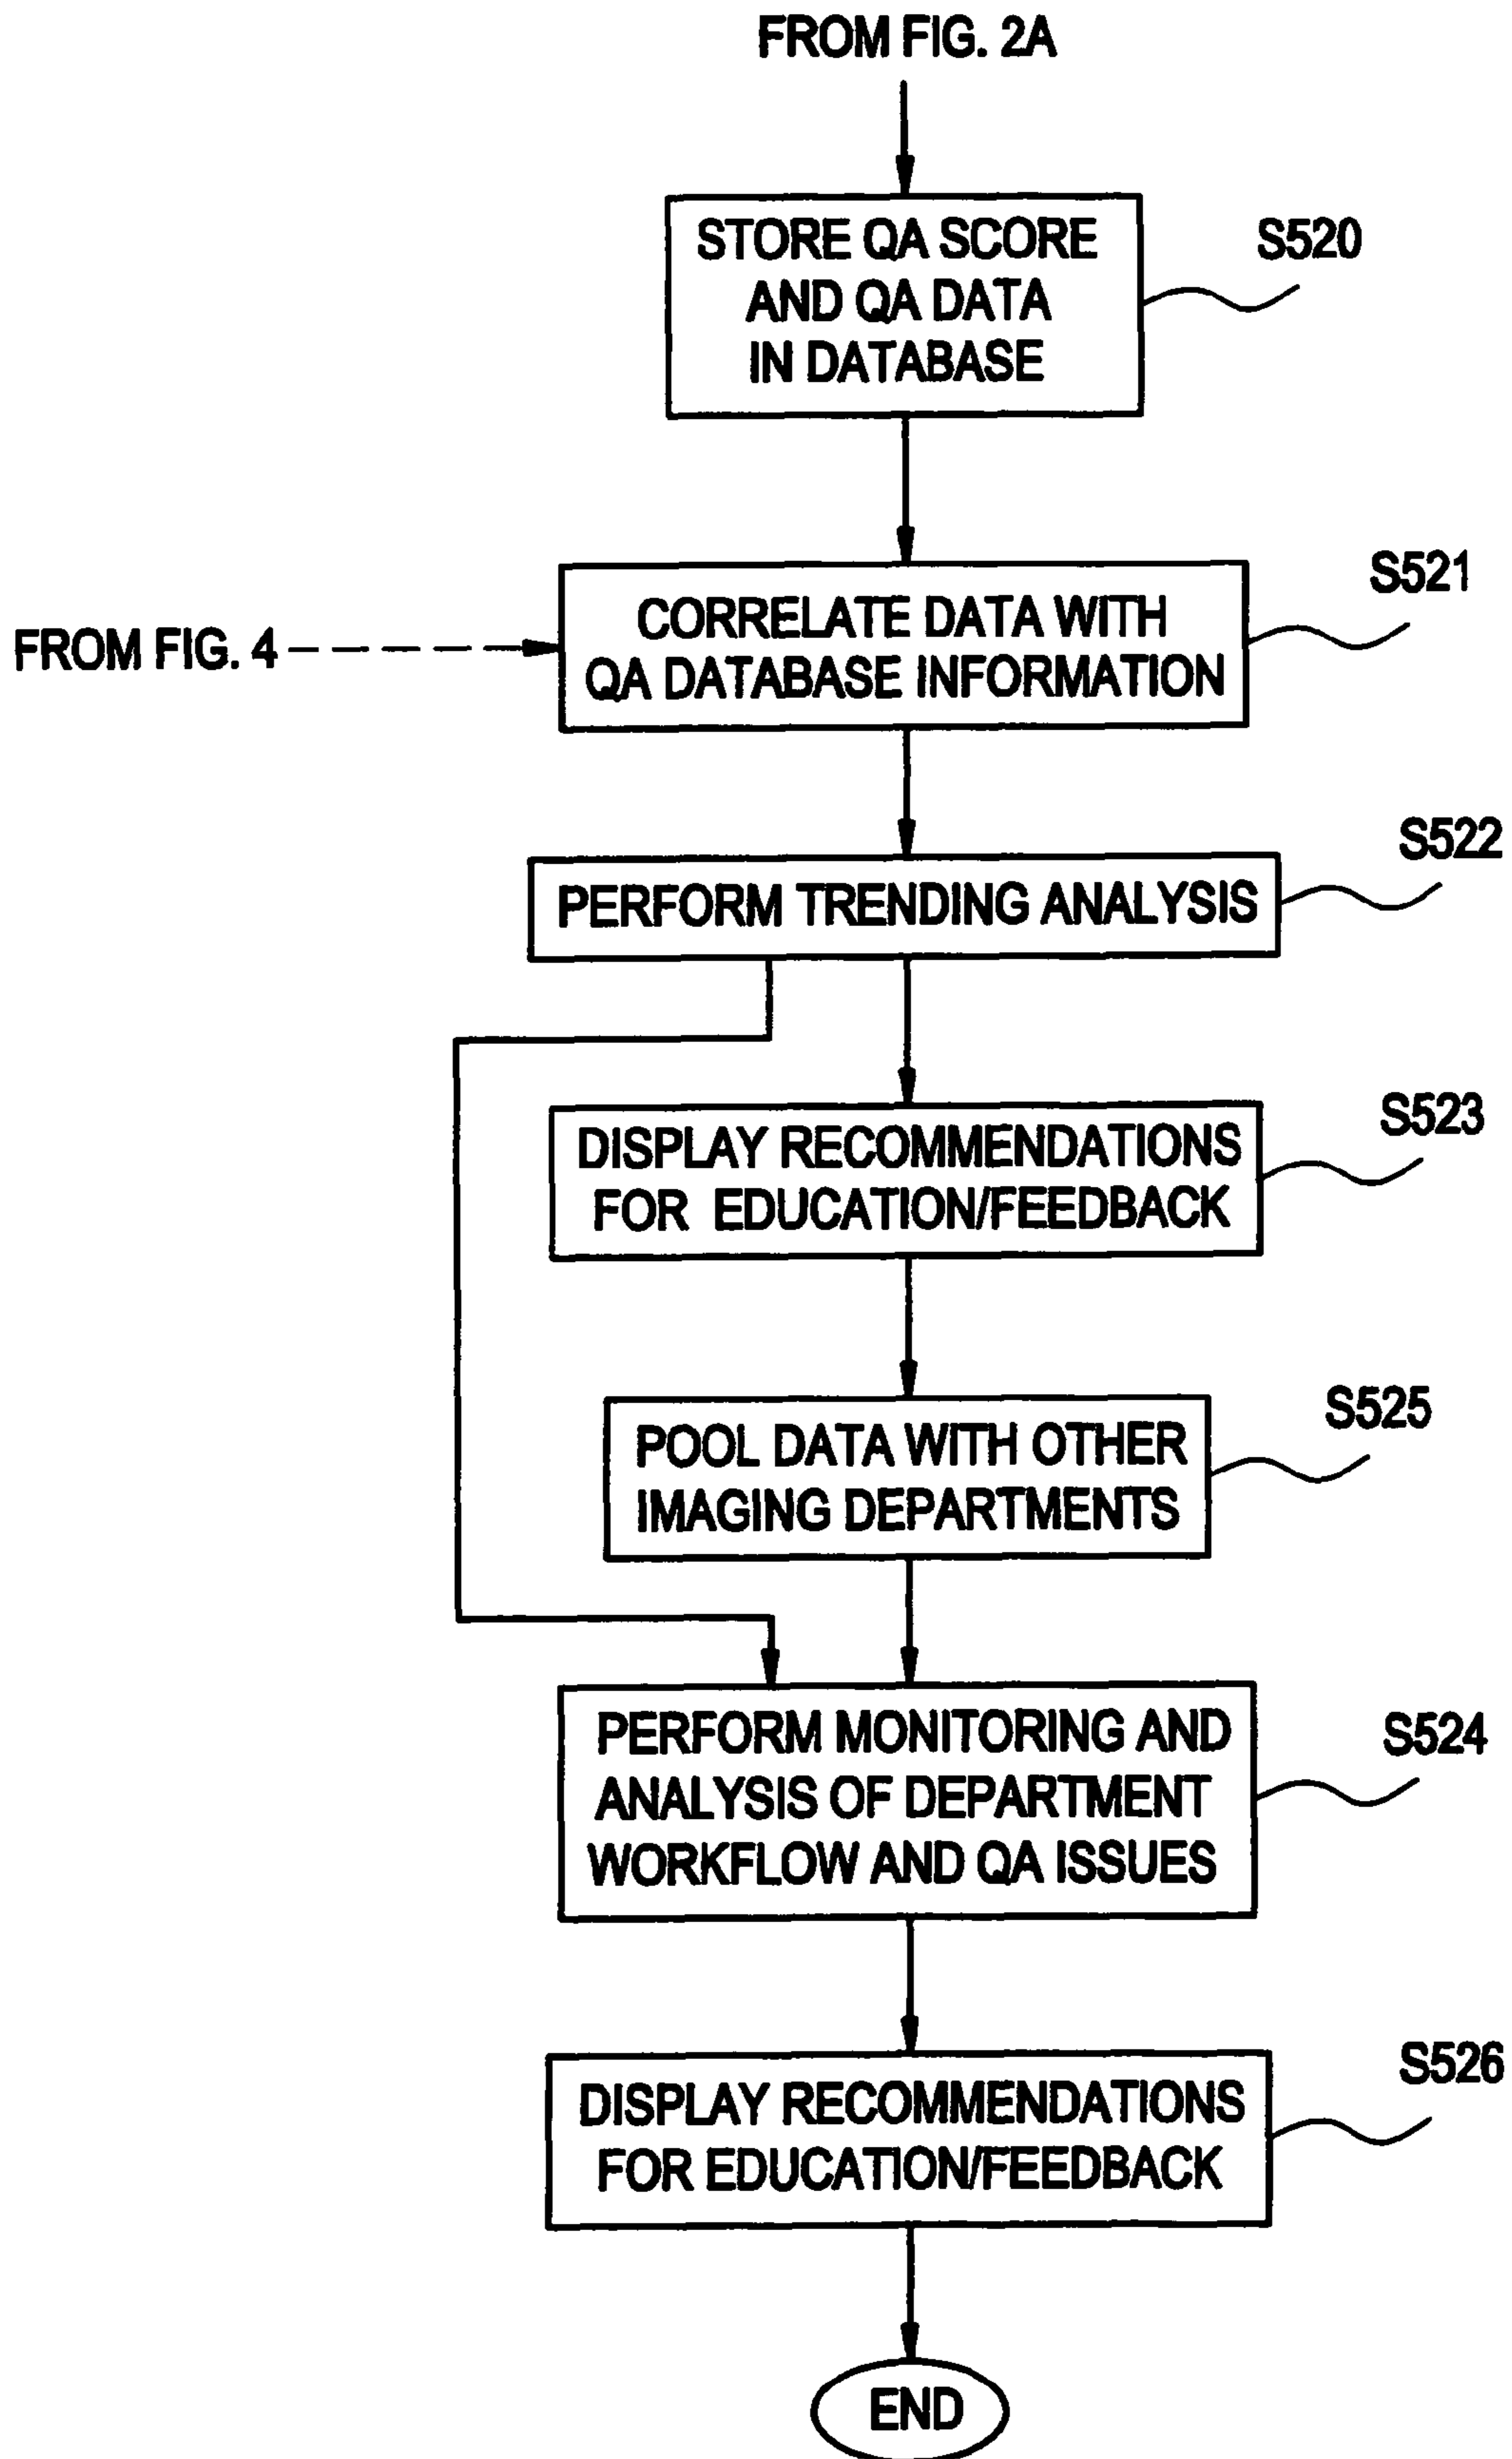 FROM FIG. 2A
STORE QA SCORE
AND QA DATA
IN DATABASE
S520
FROM FIG. 4
CORRELATE DATA WITH
QA DATABASE INFORMATION
S521
PERFORM TRENDING ANALYSIS
S522
DISPLAY RECOMMENDATIONS
FOR EDUCATION/FEEDBACK
S523
POOL DATA WITH OTHER
IMAGING DEPARTMENTS
S525
PERFORM MONITORING AND
ANALYSIS OF DEPARTMENT
WORKFLOW AND QA ISSUES
S524
DISPLAY RECOMMENDATIONS
FOR EDUCATION/FEEDBACK
S526
END